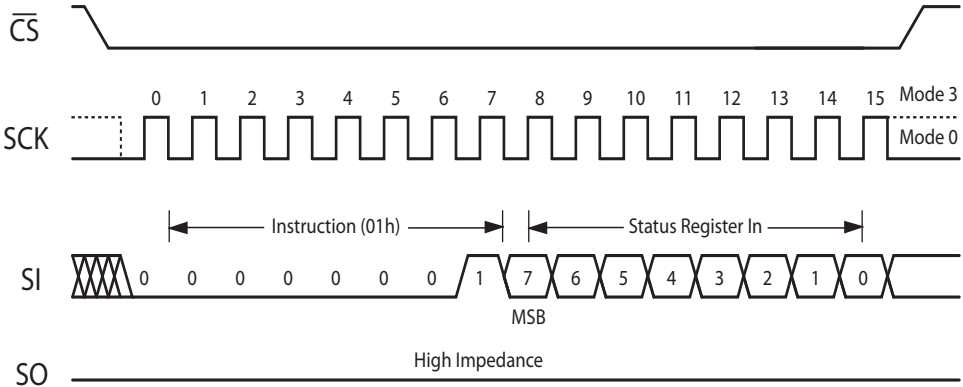 C̅S̅
0 1 2 3 4 5 6 7 8 9 10 11 12 13 14 15 Mode 3
SCK
Mode 0
Instruction (01h) Status Register In
SI 0 0 0 0 0 0 0 1 7 6 5 4 3 2 1 0
MSB
High Impedance
SO